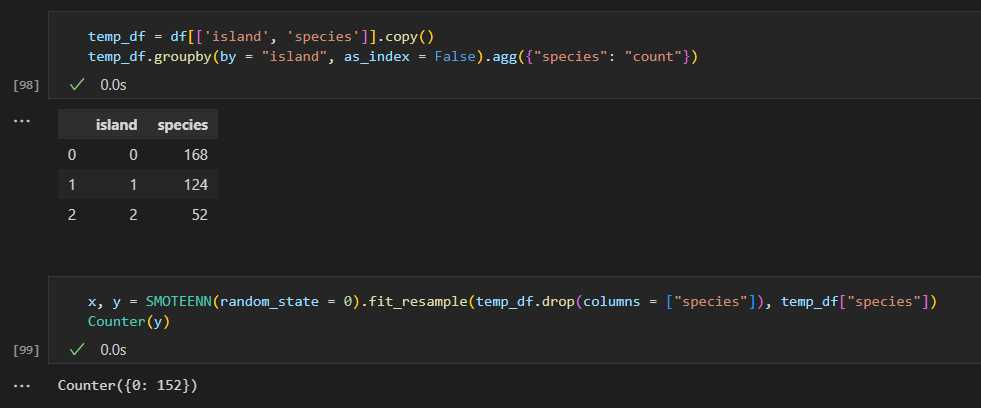 temp_df = df[['island', 'species']].copy()
temp_df.groupby(by = "island", as_index = False).agg({"species": "count"})
[98] ✓ 0.0s
...
island species
0 0 168
1 1 124
2 2 52
x, y = SMOTEENN(random_state = 0).fit_resample(temp_df.drop(columns = ["species"]), temp_df["species"])
Counter(y)
[99] ✓ 0.0s
... Counter({0: 152})